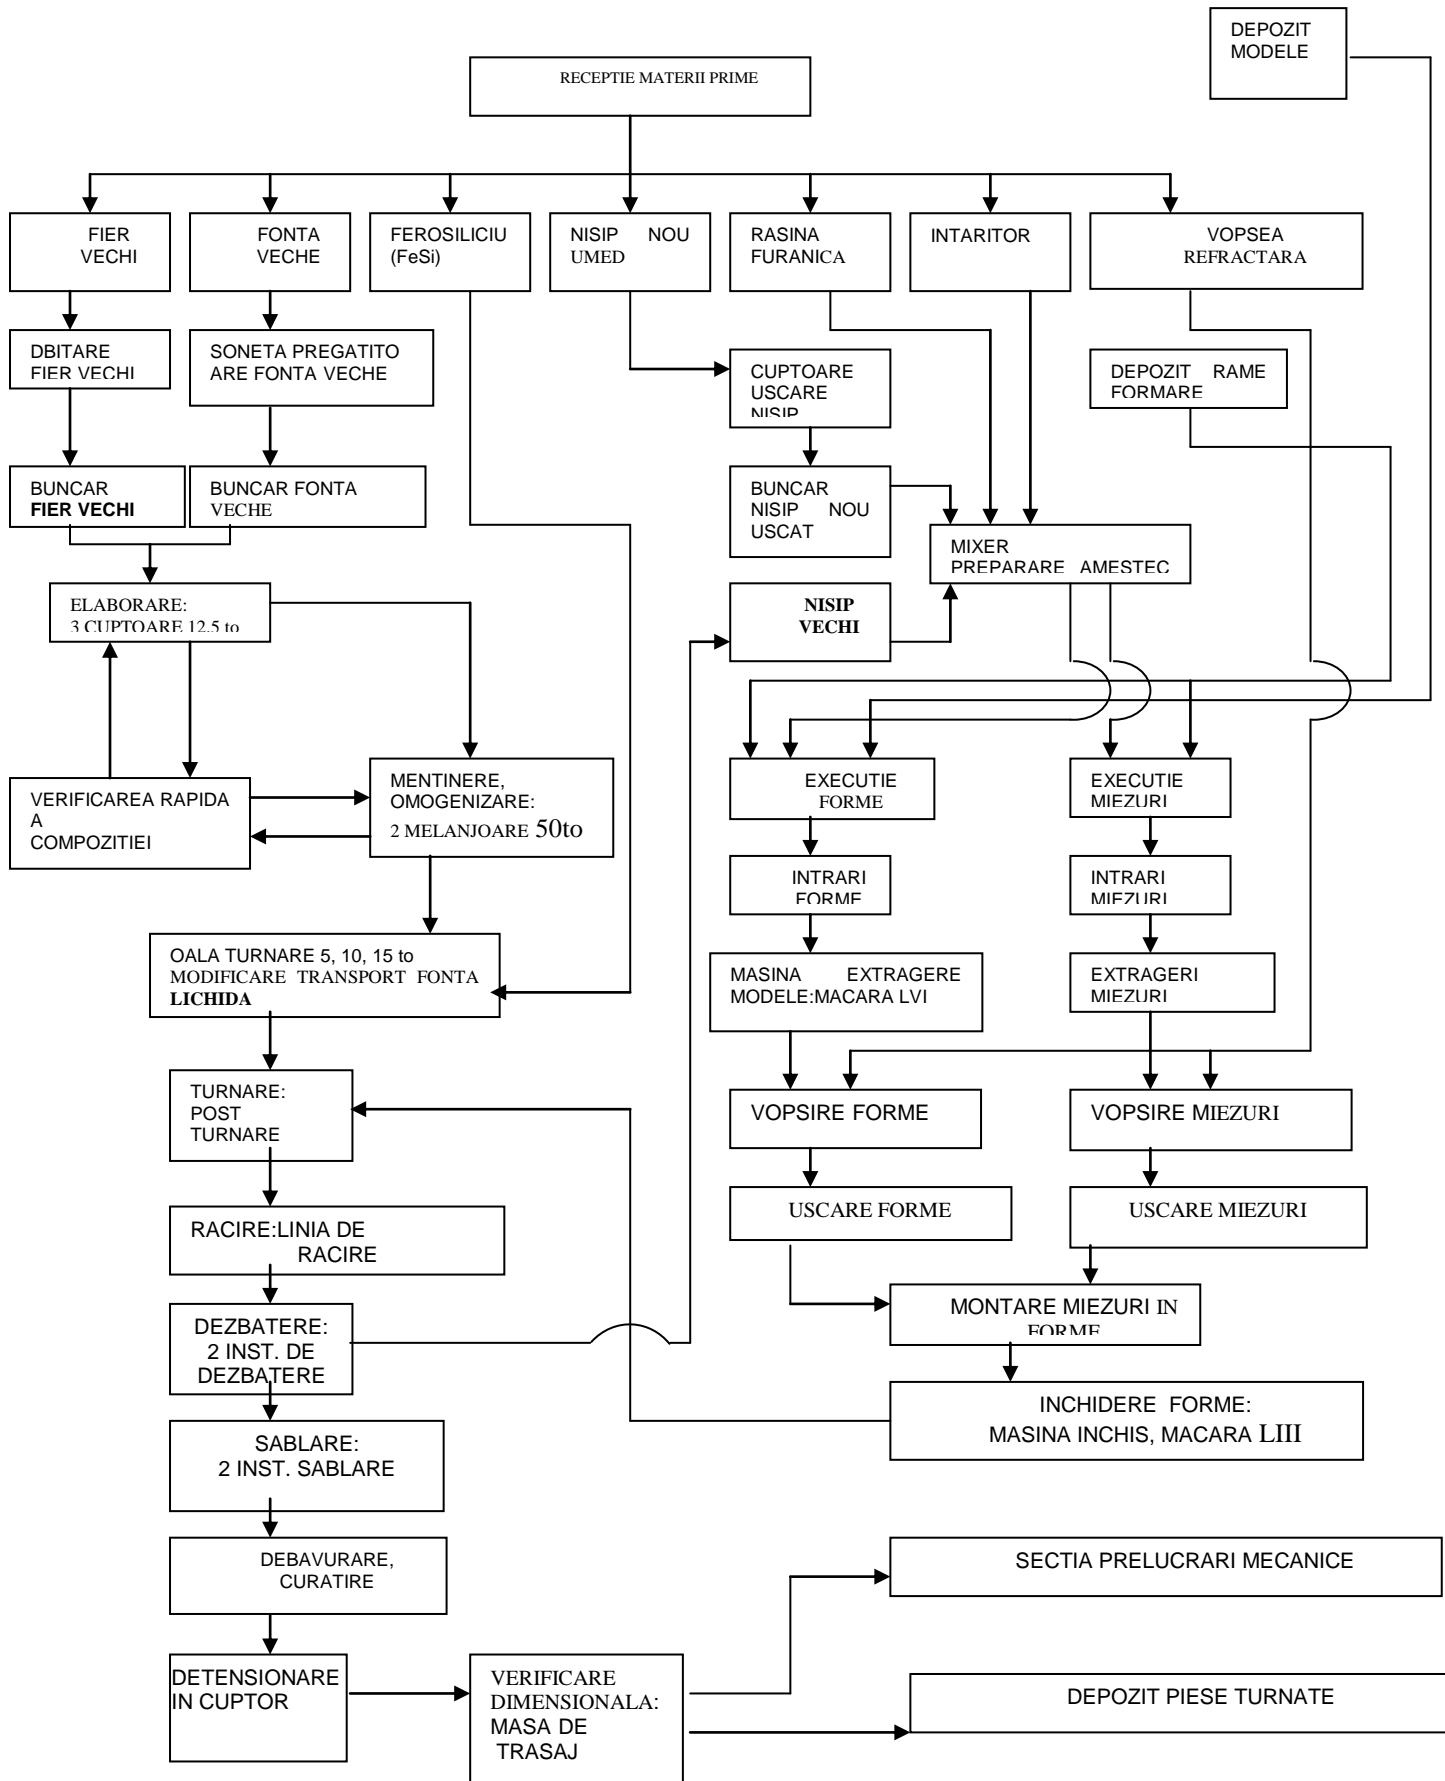 DEPOZIT
MODELE
RECEPTIE MATERII PRIME
FIER
VECHI
FONTA
VECHE
FEROSILICIU
(FeSi)
NISIP NOU
UMED
RASINA
FURANICA
INTARITOR
VOPSEA
REFRACTARA
DBITARE
FIER VECHI
SONETA PREGATITO
ARE FONTA VECHE
CUPTOARE
USCARE
NISIP
DEPOZIT RAME
FORMARE
BUNCAR
FIER VECHI
BUNCAR FONTA
VECHE
BUNCAR
NISIP NOU
USCAT
MIXER
PREPARARE AMESTEC
ELABORARE:
3 CUPTOARE 12.5 to
NISIP
VECHI
VERIFICAREA RAPIDA
A
COMPOZITIEI
MENTINERE,
OMOGENIZARE:
2 MELANJOARE 50to
EXECUTIE
FORME
EXECUTIE
MIEZURI
INTRARI
FORME
INTRARI
MIEZURI
OALA TURNARE 5, 10, 15 to
MODIFICARE TRANSPORT FONTA
LICHIDA
MASINA EXTRAGERE
MODELE:MACARA LVI
EXTRAGERI
MIEZURI
TURNARE:
POST
TURNARE
VOPSIRE FORME
VOPSIRE MIEZURI
RACIRE:LINIA DE
RACIRE
USCARE FORME
USCARE MIEZURI
DEZBATERE:
2 INST. DE
DEZBATERE
MONTARE MIEZURI IN
FORME
INCHIDERE FORME:
MASINA INCHIS, MACARA LIII
SABLARE:
2 INST. SABLARE
DEBAVURARE,
CURATIRE
SECTIA PRELUCRARI MECANICE
DETENSIONARE
IN CUPTOR
VERIFICARE
DIMENSIONALA:
MASA DE
TRASAJ
DEPOZIT PIESE TURNATE